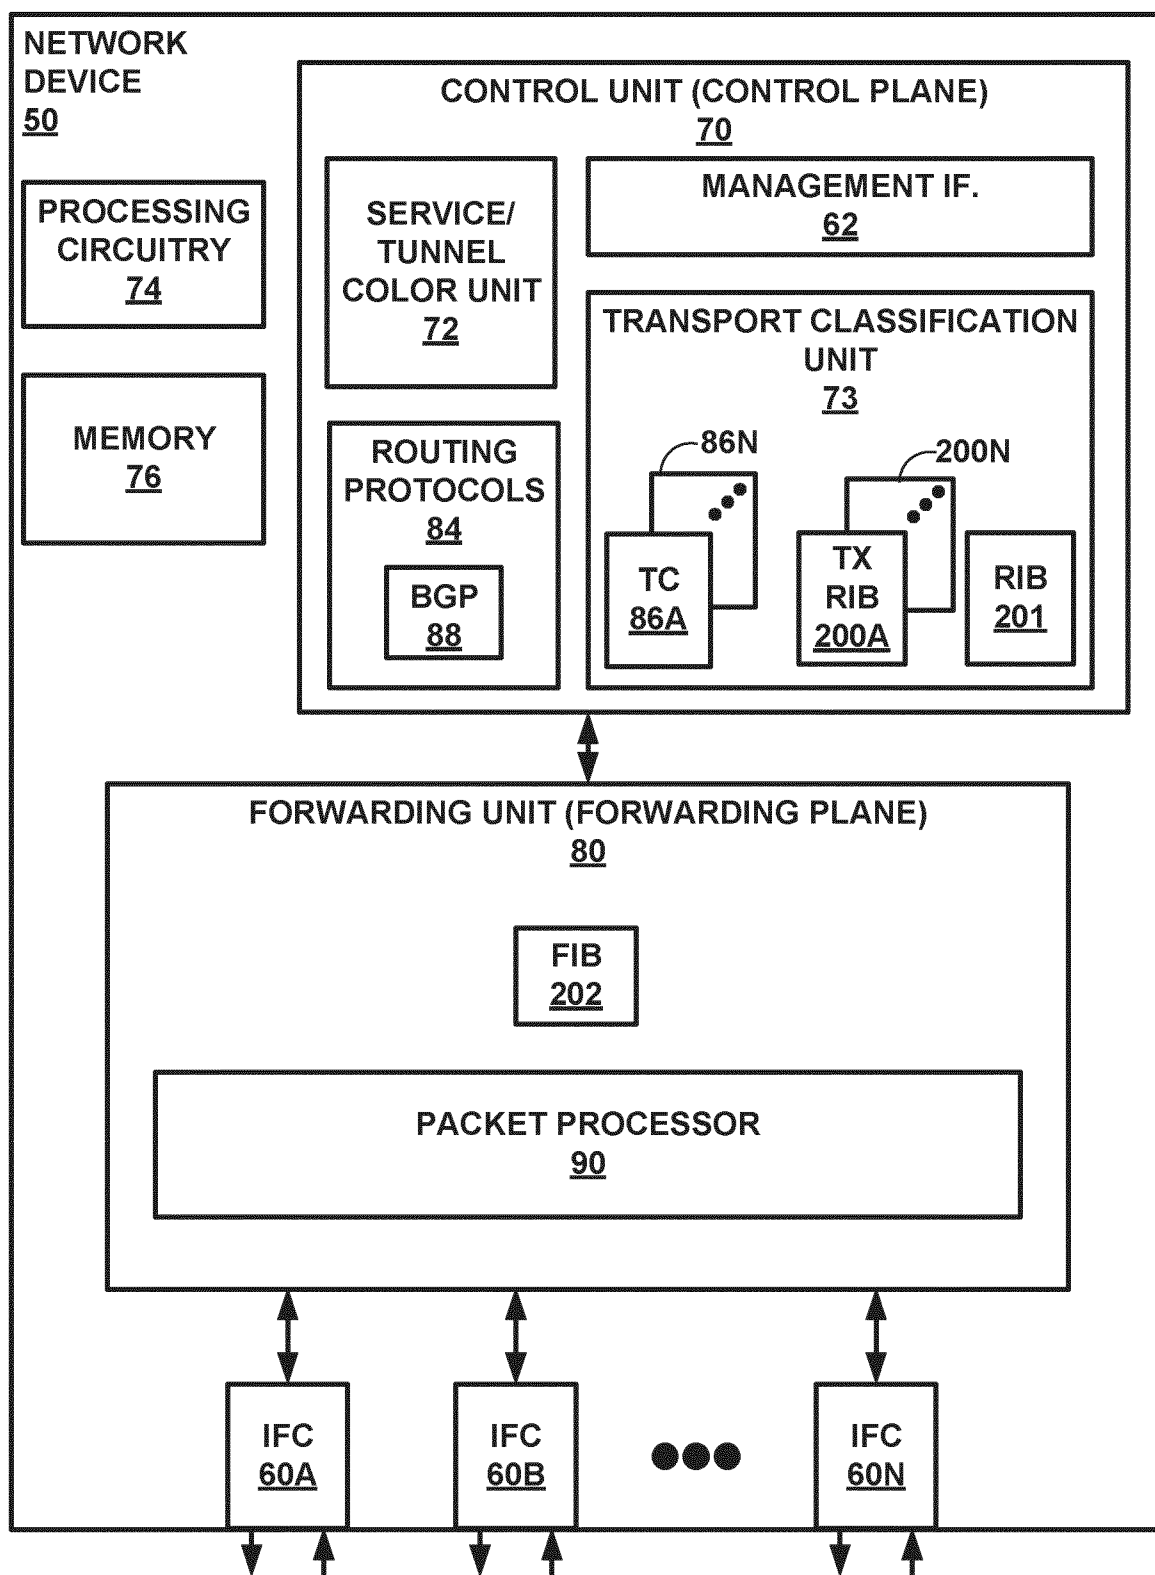 NETWORK
DEVICE
50
CONTROL UNIT (CONTROL PLANE)
70
PROCESSING
CIRCUITRY
74
MEMORY
76
SERVICE/
TUNNEL
COLOR UNIT
72
MANAGEMENT IF.
62
ROUTING
PROTOCOLS
84
BGP
88
TRANSPORT CLASSIFICATION
UNIT
73
86N
200N
TC
86A
TX
RIB
200A
RIB
201
FORWARDING UNIT (FORWARDING PLANE)
80
FIB
202
PACKET PROCESSOR
90
IFC
60A
IFC
60B
IFC
60N